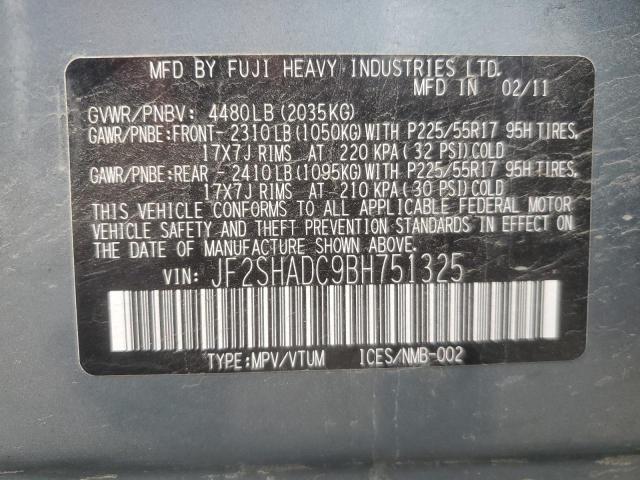 MFD BY FUJI HEAVY INDUSTRIES LTD.
MFD IN 02/11
GVWR/PNBV: 4480LB (2035KG)
GAWR/PNBE:FRONT-2310LB (1050KG) WITH P225/55R17 95H TIRES,
17X7J RIMS AT 220 KPA(32 PSI)COLD
GAWR/PNBE:REAR -2410LB (1095KG) WITH P225/55R17 95H TIRES,
17X7J RIMS AT 210 KPA(30 PSI)COLD
THIS VEHICLE CONFORMS TO ALL APPLICABLE FEDERAL MOTOR
VEHICLE SAFETY AND THEFT PREVENTION STANDARDS IN EFFECT ON
THE DATE OF MANUFACTURE SHOWN ABOVE.
VIN: JF2SHADC9BH751325
TYPE:MPV/VTUM ICES/NMB-002